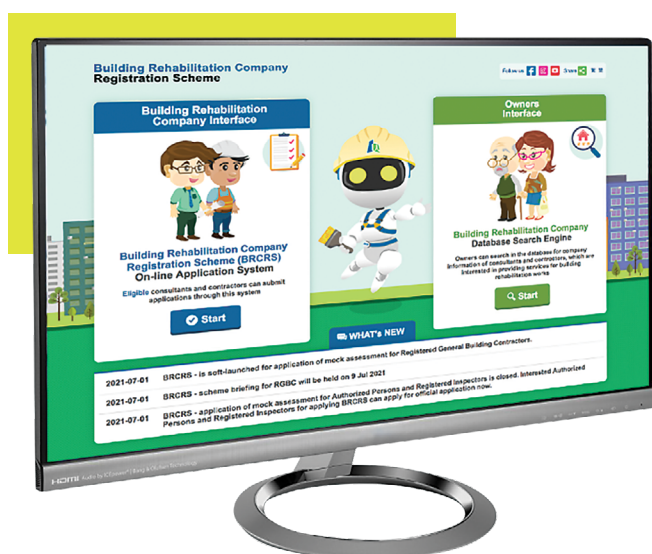 Building Rehabilitation Company
Registration Scheme
Follow us
Share
繁 簡
Building Rehabilitation
Company Interface
Building Rehabilitation Company
Registration Scheme (BRCRS)
On-line Application System
Eligible consultants and contractors can submit
applications through this system
Start
Owners
Interface
Building Rehabilitation Company
Database Search Engine
Owners can search in the database for company
information of consultants and contractors, which are
interested in providing services for building
rehabilitation works
Start
WHAT's NEW
2021-07-01 BRCRS - is soft-launched for application of mock assessment for Registered General Building Contractors.
2021-07-01 BRCRS - scheme briefing for RGBC will be held on 9 Jul 2021
2021-07-01 BRCRS - application of mock assessment for Authorized Persons and Registered Inspectors is closed. Interested Authorized
Persons and Registered Inspectors for applying BRCRS can apply for official application now.
HDMI